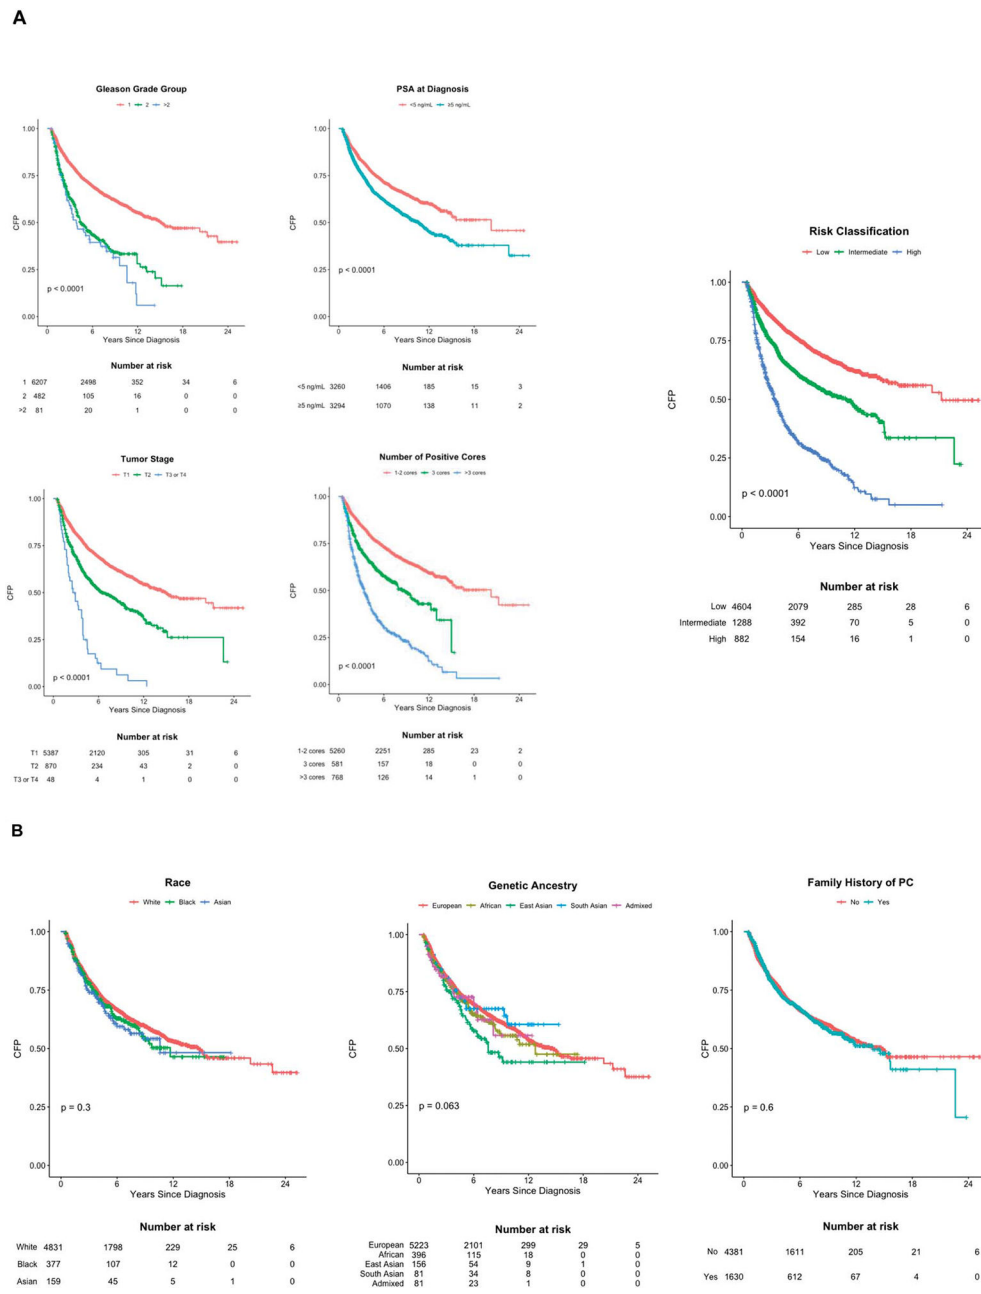 A
Gleason Grade Group
1 2 >2
1.00
0.75
0.50
0.25
0.00
CFP
p < 0.0001
0 6 12 18 24
Years Since Diagnosis
Number at risk
1 6207 2498 352 34 6
2 482 105 16 0 0
>2 81 20 1 0 0
PSA at Diagnosis
<5 ng/mL ≥5 ng/mL
1.00
0.75
0.50
0.25
0.00
CFP
p < 0.0001
0 6 12 18 24
Years Since Diagnosis
Number at risk
<5 ng/mL 3260 1406 185 15 3
≥5 ng/mL 3294 1070 138 11 2
Tumor Stage
T1 T2 T3 or T4
1.00
0.75
0.50
0.25
0.00
CFP
p < 0.0001
0 6 12 18 24
Years Since Diagnosis
Number at risk
T1 5387 2120 305 31 6
T2 870 234 43 2 0
T3 or T4 48 4 1 0 0
Number of Positive Cores
1-2 cores 3 cores >3 cores
1.00
0.75
0.50
0.25
0.00
CFP
p < 0.0001
0 6 12 18 24
Years Since Diagnosis
Number at risk
1-2 cores 5260 2251 285 23 2
3 cores 581 157 18 0 0
>3 cores 768 126 14 1 0
Risk Classification
Low Intermediate High
1.00
0.75
0.50
0.25
0.00
CFP
p < 0.0001
0 6 12 18 24
Years Since Diagnosis
Number at risk
Low 4604 2079 285 28 6
Intermediate 1288 392 70 5 0
High 882 154 16 1 0
B
Race
White Black Asian
1.00
0.75
0.50
0.25
0.00
CFP
p = 0.3
0 6 12 18 24
Years Since Diagnosis
Number at risk
White 4831 1798 229 25 6
Black 377 107 12 0 0
Asian 159 45 5 1 0
Genetic Ancestry
European African East Asian South Asian Admixed
1.00
0.75
0.50
0.25
0.00
CFP
p = 0.063
0 6 12 18 24
Years Since Diagnosis
Number at risk
European 5223 2101 299 29 5
African 396 115 18 0 0
East Asian 156 54 9 1 0
South Asian 81 34 8 0 0
Admixed 81 23 1 0 0
Family History of PC
No Yes
1.00
0.75
0.50
0.25
0.00
CFP
p = 0.6
0 6 12 18 24
Years Since Diagnosis
Number at risk
No 4381 1611 205 21 6
Yes 1630 612 67 4 0